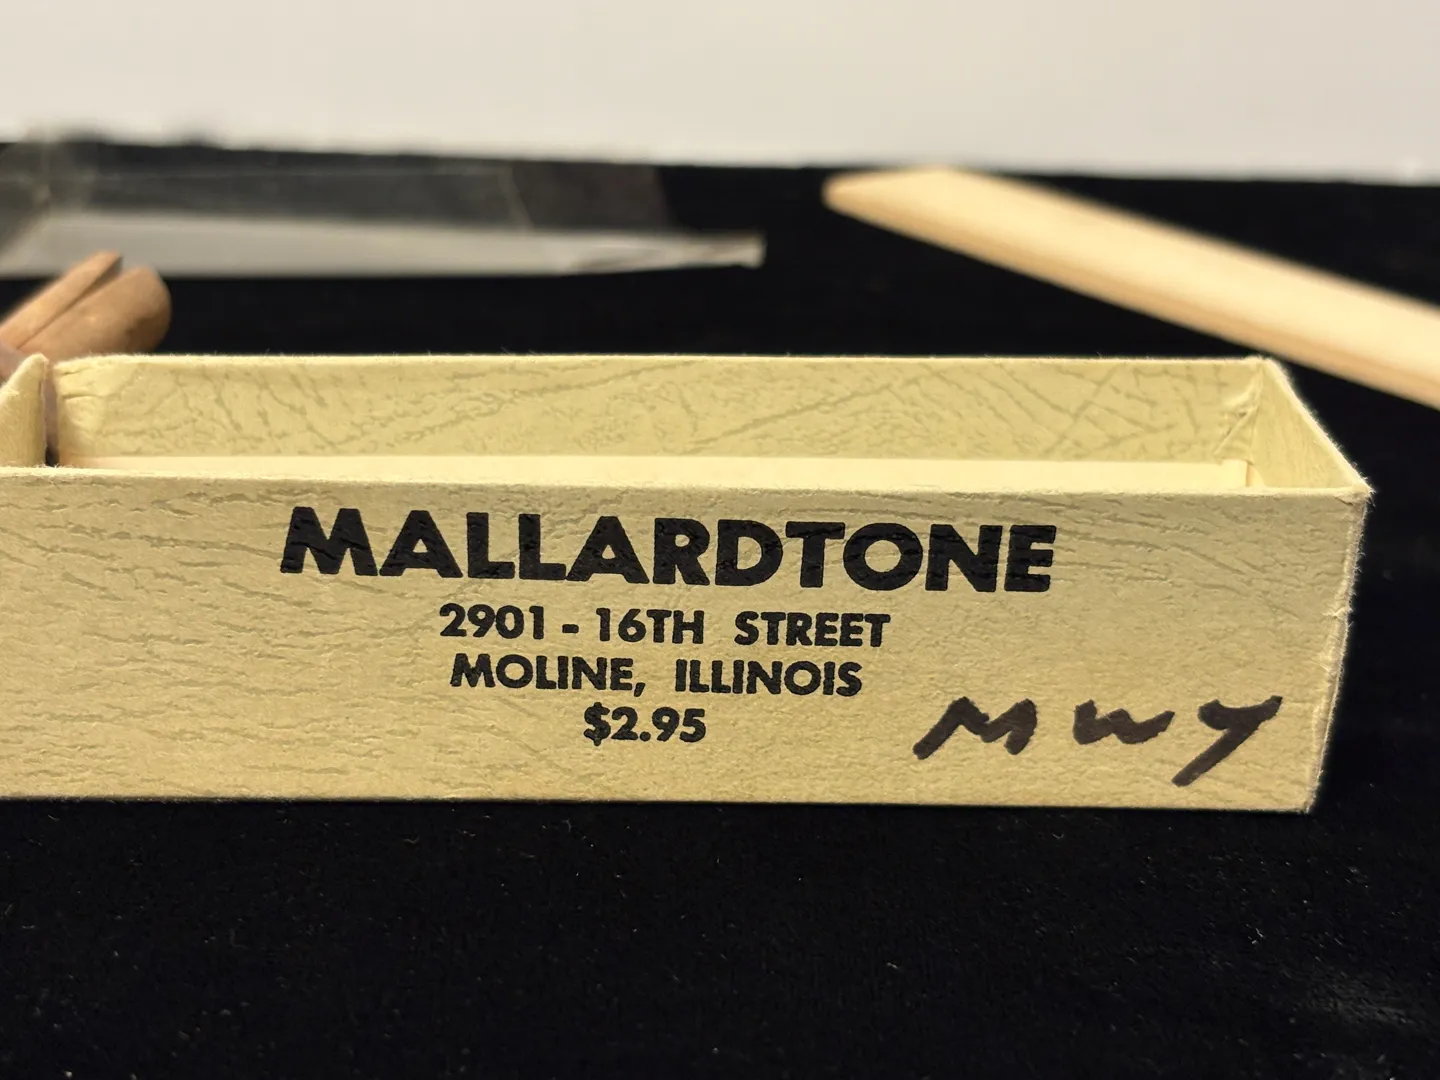 MALLARDTONE
2901 - 16TH STREET
MOLINE, ILLINOIS
$2.95
MWY